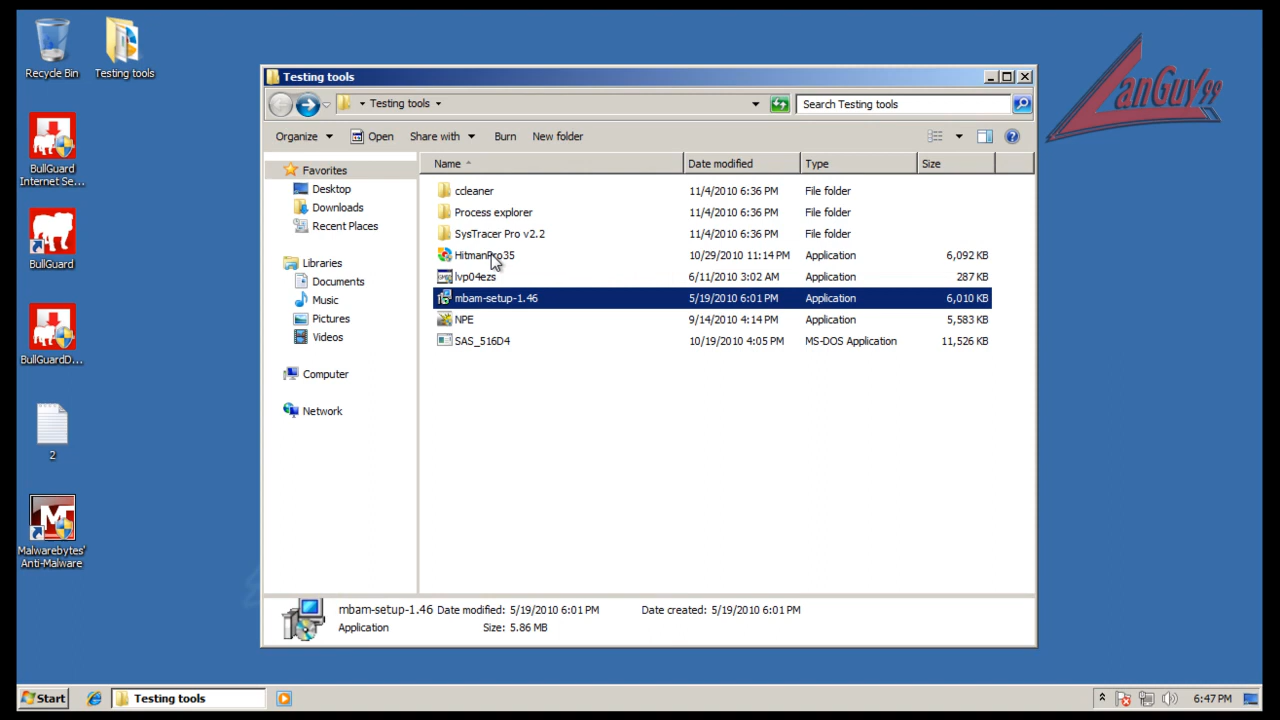 Recycle Bin
Testing tools
BullGuard
Internet Se...
BullGuard
BullGuardD...
2
Malwarebytes'
Anti-Malware
anGuy99
Testing tools
Testing tools
Search Testing tools
Organize
Open
Share with
Burn
New folder
Favorites
Desktop
Downloads
Recent Places
Libraries
Documents
Music
Pictures
Videos
Computer
Network
Name Date modified Type Size
ccleaner 11/4/2010 6:36 PM File folder
Process explorer 11/4/2010 6:36 PM File folder
SysTracer Pro v2.2 11/4/2010 6:36 PM File folder
HitmanPro35 10/29/2010 11:14 PM Application 6,092 KB
lvp04ezs 6/11/2010 3:02 AM Application 287 KB
mbam-setup-1.46 5/19/2010 6:01 PM Application 6,010 KB
NPE 9/14/2010 4:14 PM Application 5,583 KB
SAS_516D4 10/19/2010 4:05 PM MS-DOS Application 11,526 KB
mbam-setup-1.46 Date modified: 5/19/2010 6:01 PM Date created: 5/19/2010 6:01 PM
Application Size: 5.86 MB
Start
Testing tools
6:47 PM